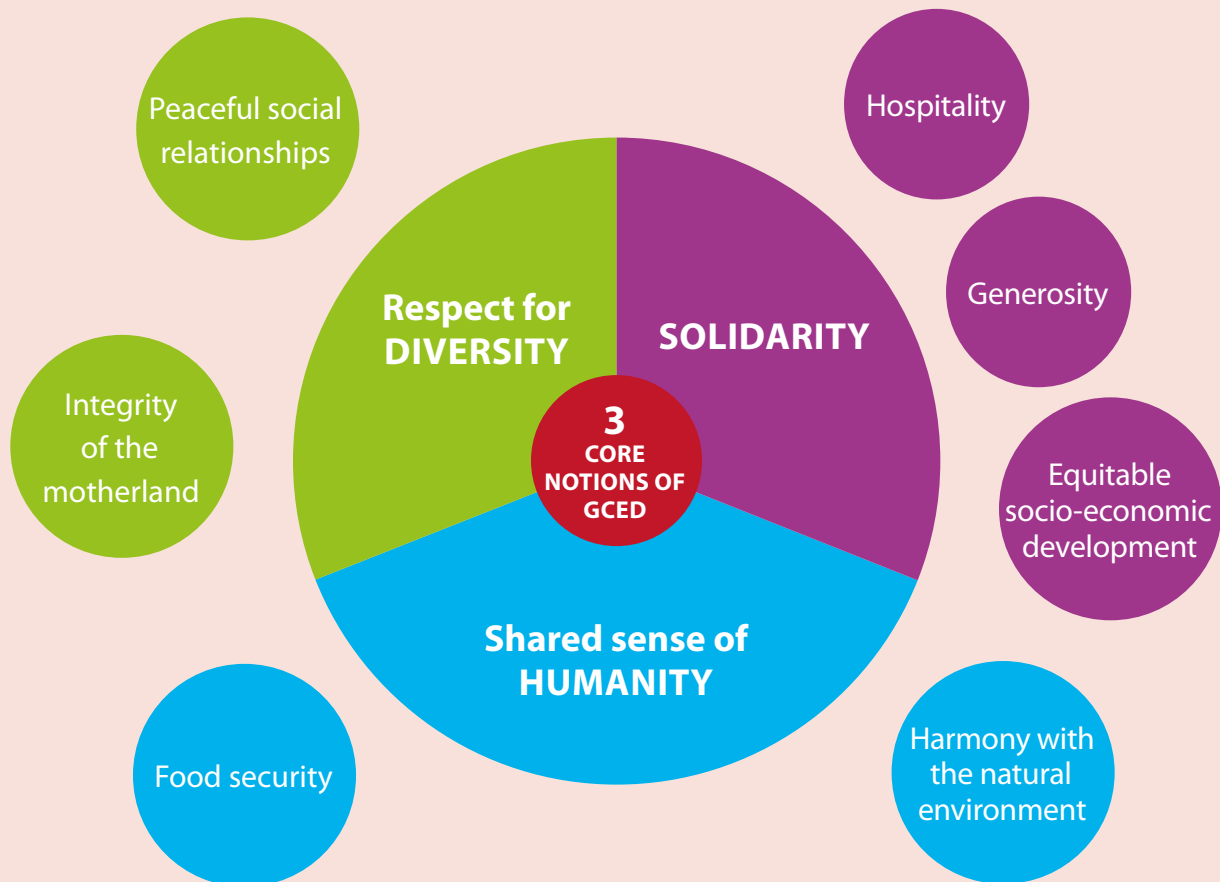 Peaceful social
relationships
Hospitality
Generosity
Respect for
DIVERSITY
SOLIDARITY
Integrity
of the
motherland
3
CORE
NOTIONS OF
GCED
Equitable
socio-economic
development
Shared sense of
HUMANITY
Food security
Harmony with
the natural
environment